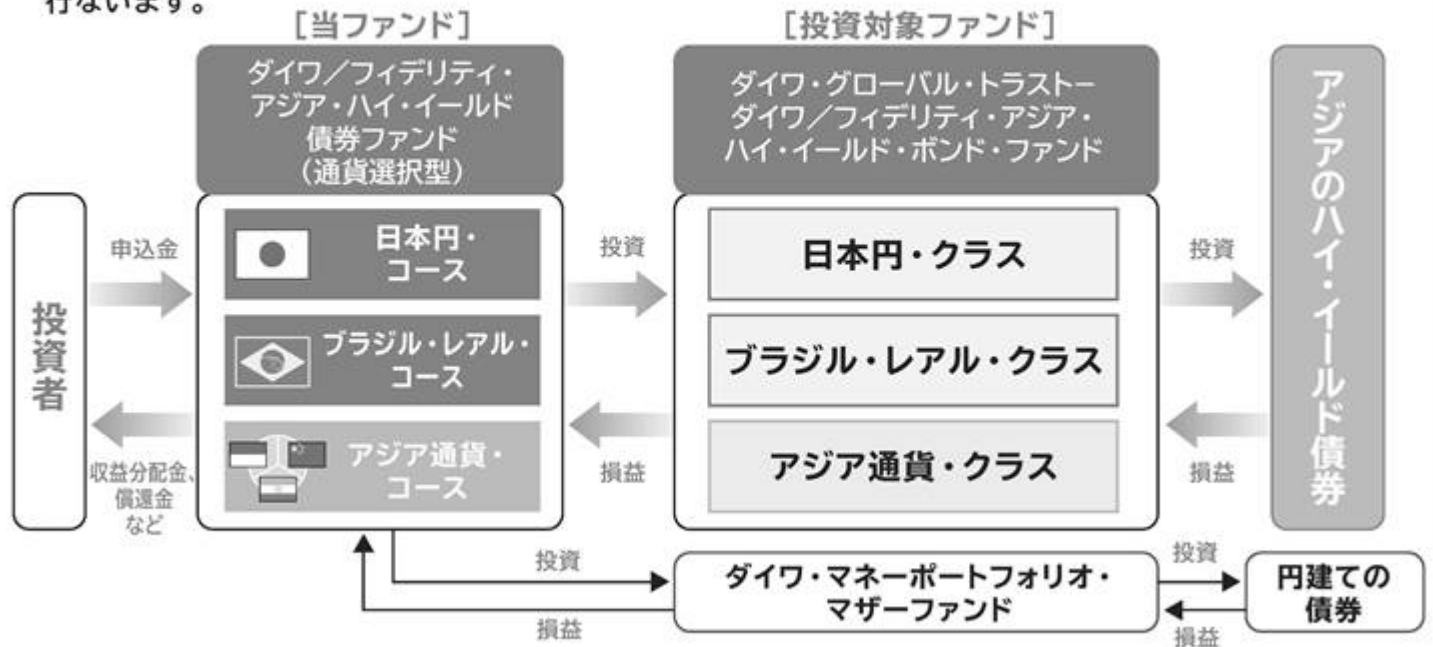 行ないます。
［当ファンド］
［投資対象ファンド］
ダイワ／フィデリティ・
アジア・ハイ・イールド
債券ファンド
（通貨選択型）
ダイワ・グローバル・トラストー
ダイワ／フィデリティ・アジア・
ハイ・イールド・ボンド・ファンド
投資者
申込金
収益分配金、
償還金
など
日本円・
コース
ブラジル・レアル・
コース
アジア通貨・
コース
投資
損益
日本円・クラス
ブラジル・レアル・クラス
アジア通貨・クラス
投資
損益
アジアのハイ・イールド債券
投資
損益
ダイワ・マネーポートフォリオ・
マザーファンド
投資
損益
円建ての
債券